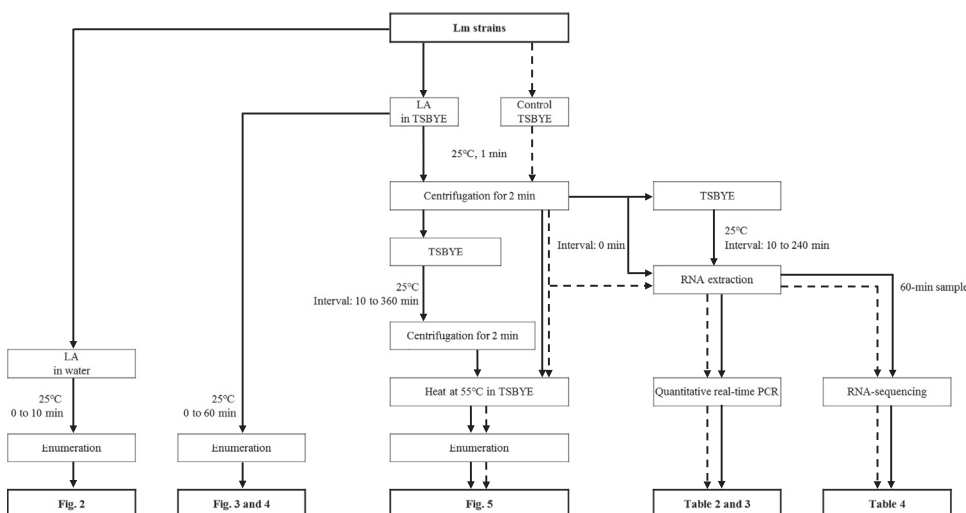 Lm strains
LA
in TSBYE
Control
TSBYE
25℃, 1 min
Centrifugation for 2 min
TSBYE
TSBYE
Interval: 0 min
25℃
Interval: 10 to 240 min
25℃
Interval: 10 to 360 min
RNA extraction
60-min sample
Centrifugation for 2 min
LA
in water
Heat at 55℃ in TSBYE
Quantitative real-time PCR
RNA-sequencing
25℃
0 to 10 min
25℃
0 to 60 min
Enumeration
Enumeration
Enumeration
Fig. 2
Fig. 3 and 4
Fig. 5
Table 2 and 3
Table 4